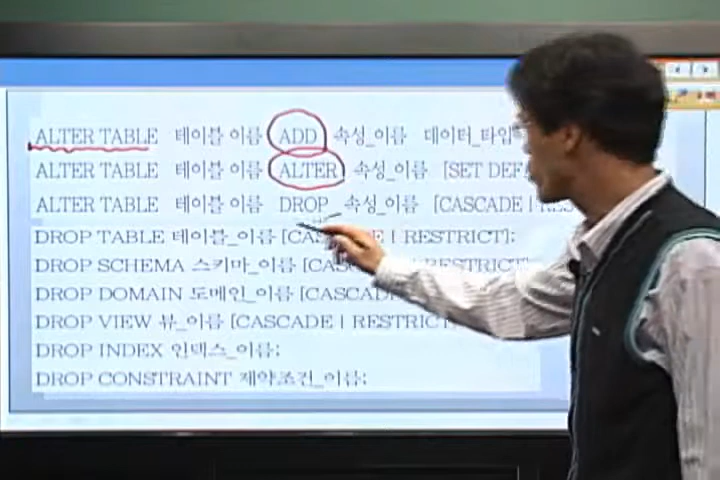 ALTER TABLE 테이블 이름 ADD 속성_이름 데이터_타입
ALTER TABLE 테이블 이름 ALTER 속성_이름 [SET
ALTER TABLE 테이블 이름 DROP 속성_이름 [CASCADE |
DROP TABLE 테이블_이름 [CASCADE | RESTRICT];
DROP SCHEMA 스키마_이름 [CASCADE | RESTRICT];
DROP DOMAIN 도메인_이름 [CASCADE
DROP VIEW 뷰_이름 [CASCADE | RESTRICT];
DROP INDEX 인덱스_이름;
DROP CONSTRAINT 제약조건_이름;